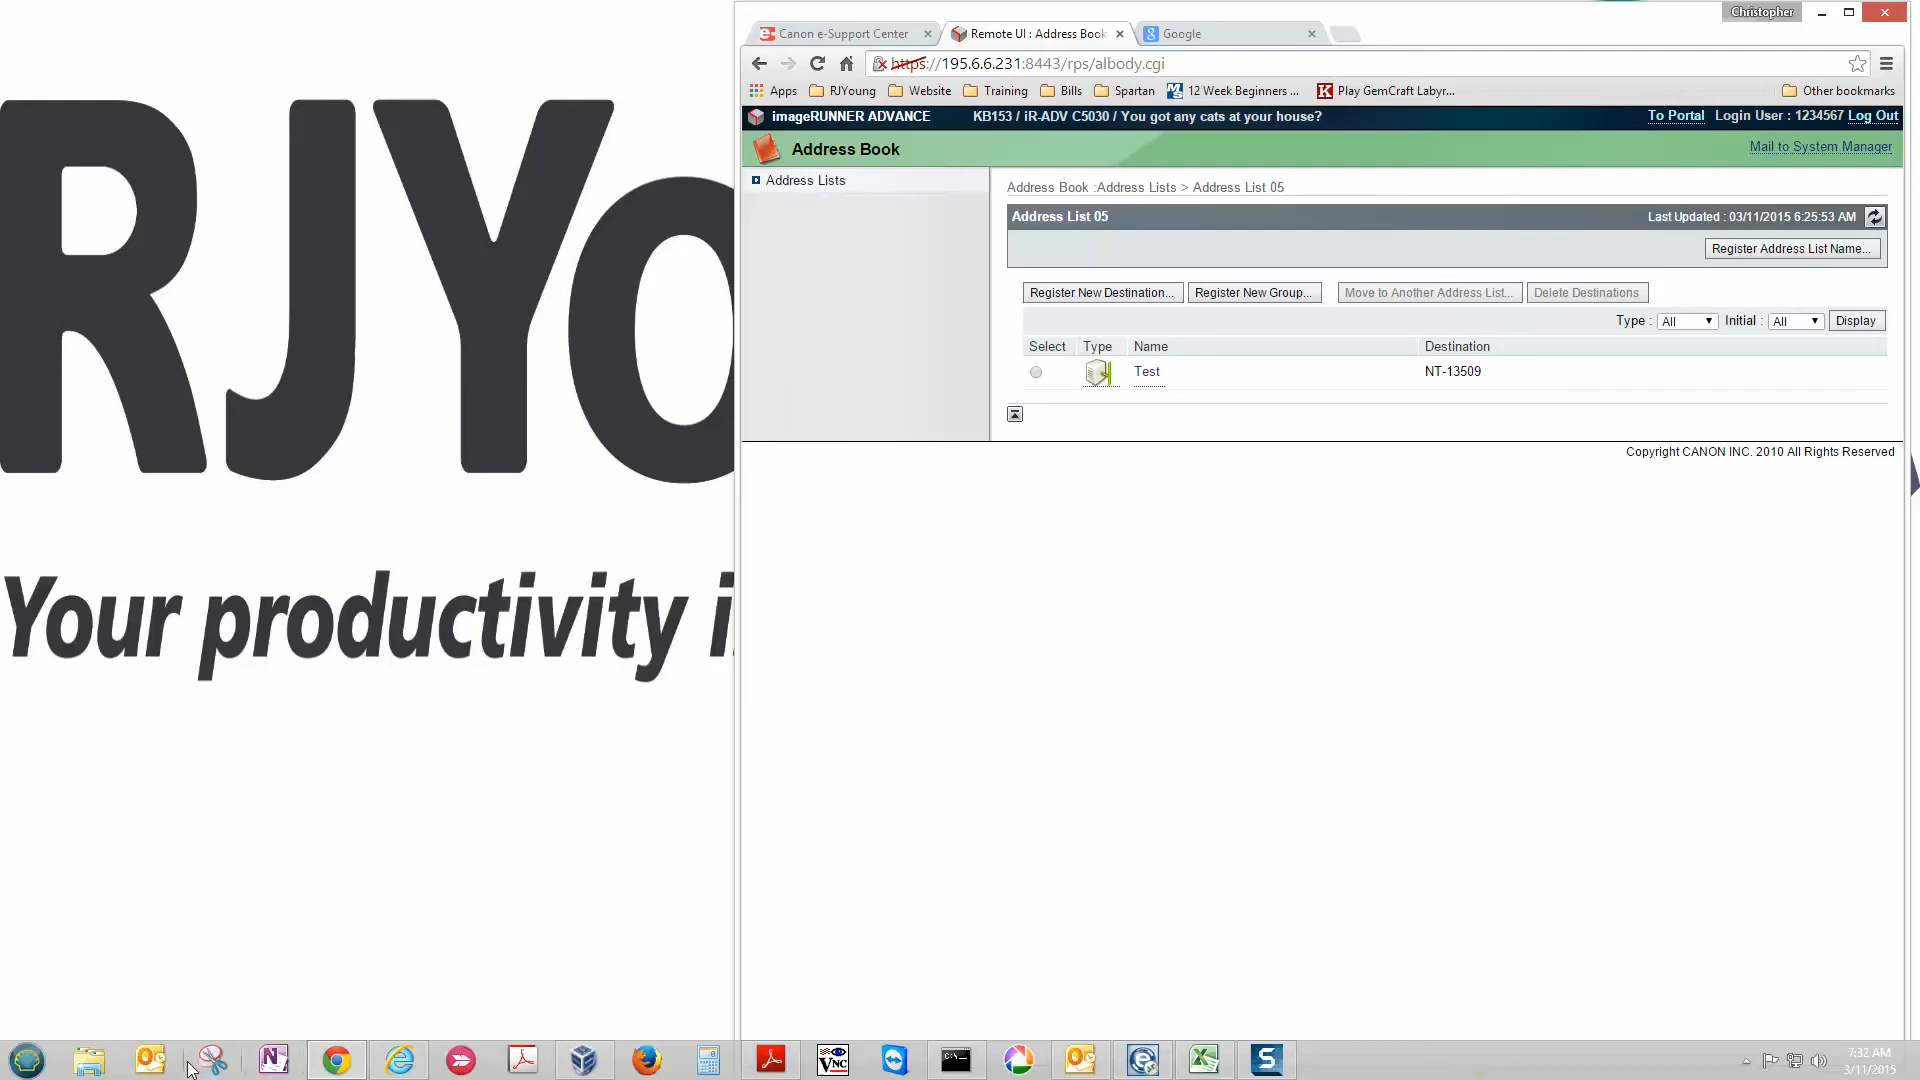 Christopher
Canon e-Support Center
Remote UI : Address Book
Google
https://195.6.6.231:8443/rps/albody.cgi
Apps
RJYoung
Website
Training
Bills
Spartan
12 Week Beginners ...
Play GemCraft Labyr...
Other bookmarks
imageRUNNER ADVANCE
KB153 / iR-ADV C5030 / You got any cats at your house?
To Portal
Login User : 1234567
Log Out
Address Book
Mail to System Manager
Address Lists
Address Book :Address Lists > Address List 05
Address List 05
Last Updated : 03/11/2015 6:25:53 AM
Register Address List Name...
Register New Destination...
Register New Group...
Move to Another Address List...
Delete Destinations
Type : All
Initial : All
Display
Select
Type
Name
Destination
Test
NT-13509
Copyright CANON INC. 2010 All Rights Reserved
RJYo
Your productivity i
7:32 AM
3/11/2015